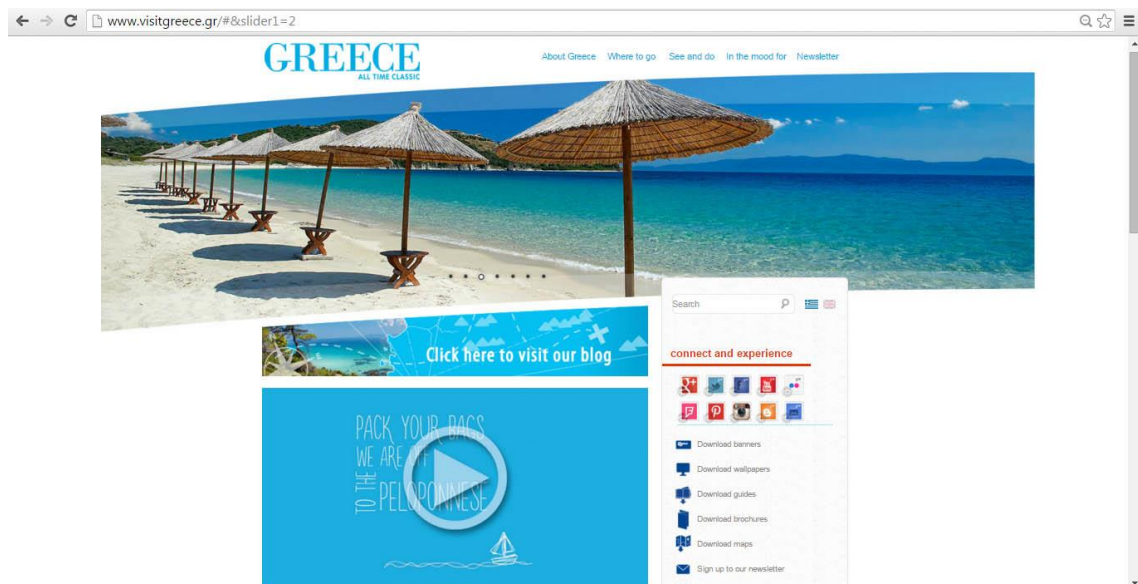 www.visitgreece.gr/#&slider1=2
GREECE
ALL TIME CLASSIC
About Greece Where to go See and do In the mood for Newsletter
Search
Click here to visit our blog
connect and experience
PACK YOUR BAGS
WE ARE OFF
TO THE
PELOPONNESE
Download banners
Download wallpapers
Download guides
Download brochures
Download maps
Sign up to our newsletter